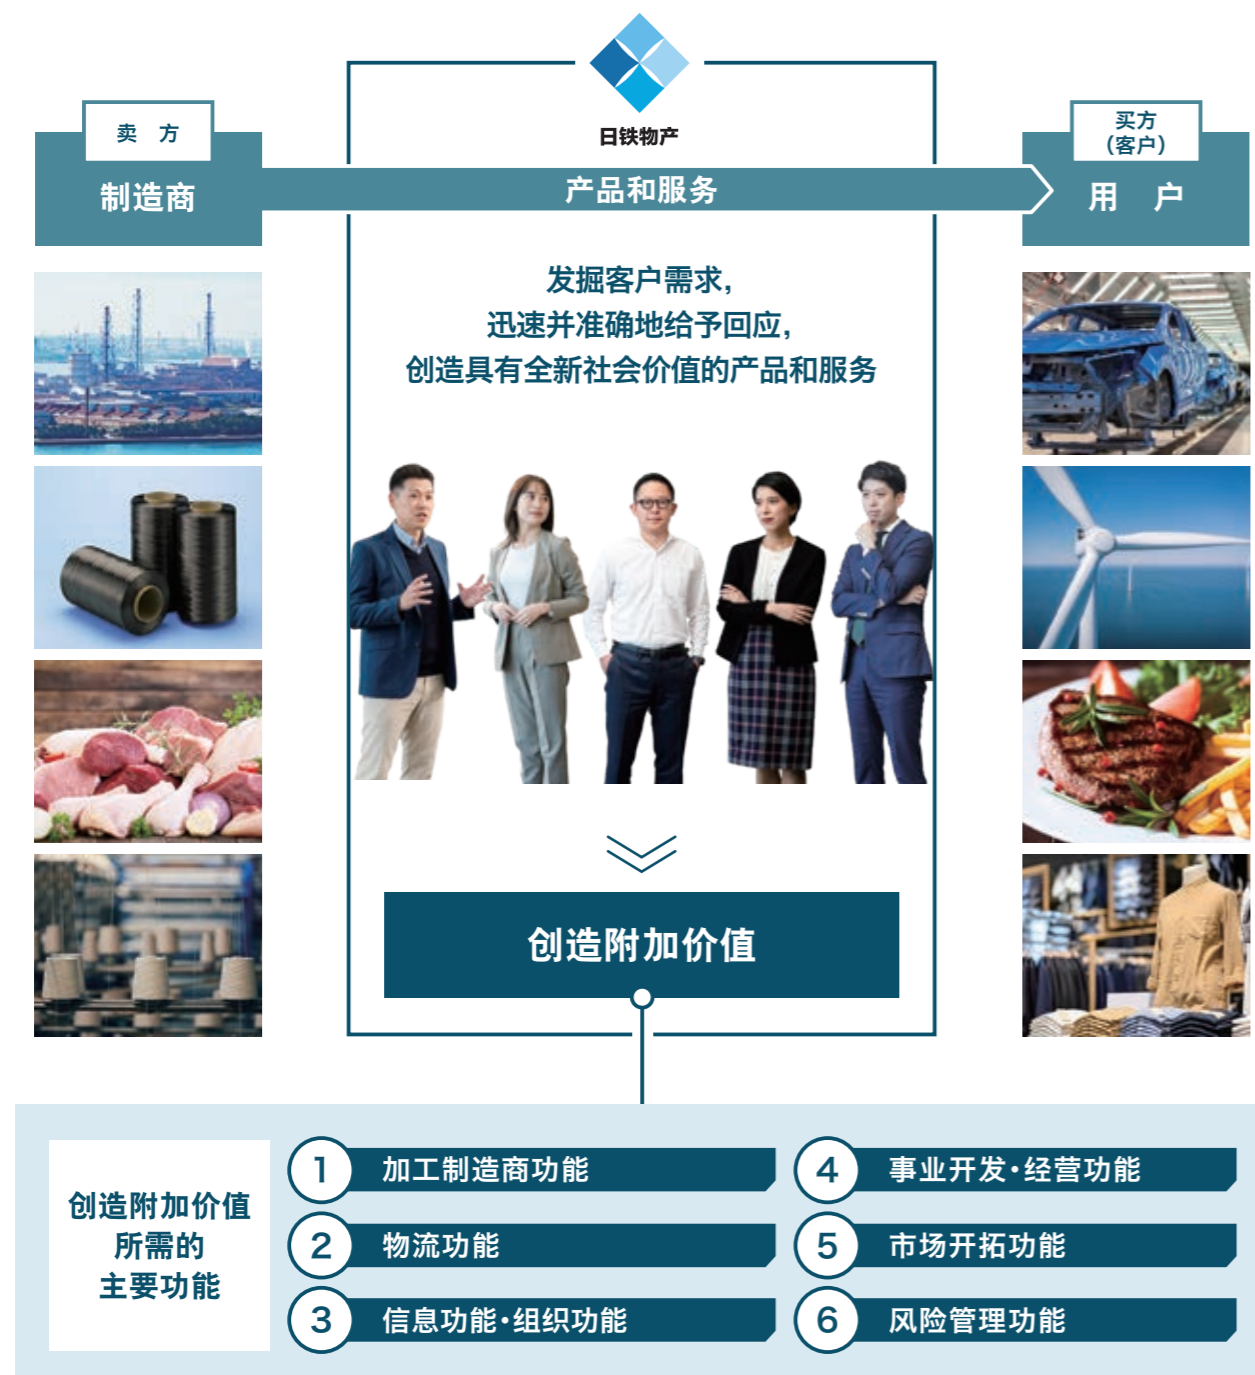 日铁物产
卖 方
制造商
产品和服务
买方
（客户）
用 户
发掘客户需求，
迅速并准确地给予回应，
创造具有全新社会价值的产品和服务
创造附加价值
创造附加价值
所需的
主要功能
1 加工制造商功能
2 物流功能
3 信息功能·组织功能
4 事业开发·经营功能
5 市场开拓功能
6 风险管理功能